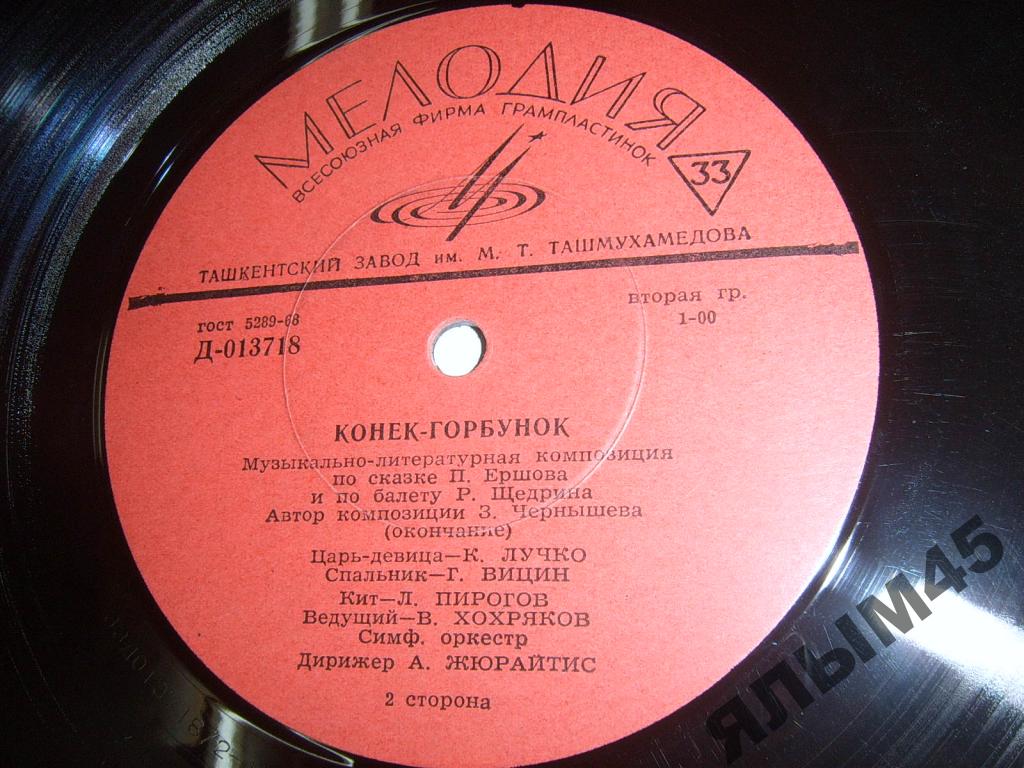 МЕЛОДИЯ
ВСЕСОЮЗНАЯ ФИРМА ГРАМПЛАСТИНОК
33
ТАШКЕНТСКИЙ ЗАВОД им. М. Т. ТАШМУХАМЕДОВА
гост 5289-68
Д-013718
вторая гр.
1-00
КОНЕК-ГОРБУНОК
Музыкально-литературная композиция
по сказке П. Ершова
и по балету Р. Щедрина
Автор композиции З. Чернышева
(окончание)
Царь-девица—К. ЛУЧКО
Спальник—Г. ВИЦИН
Кит—Л. ПИРОГОВ
Ведущий—В. ХОХРЯКОВ
Симф. оркестр
Дирижер А. ЖЮРАЙТИС
2 сторона
ЯЛЫМ45